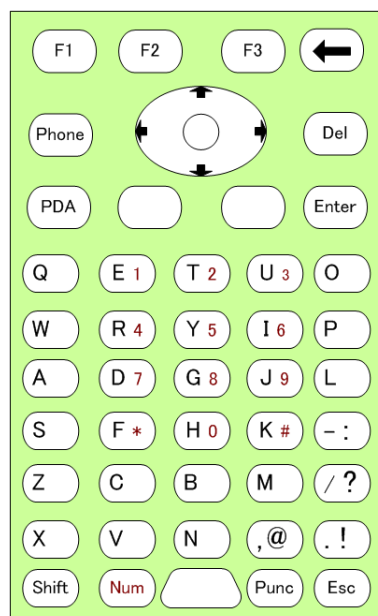 F1 F2 F3
Phone Del
PDA Enter
Q E 1 T 2 U 3 O
W R 4 Y 5 I 6 P
A D 7 G 8 J 9 L
S F * H 0 K # - :
Z C B M / ?
X V N , @ . !
Shift Num Punc Esc